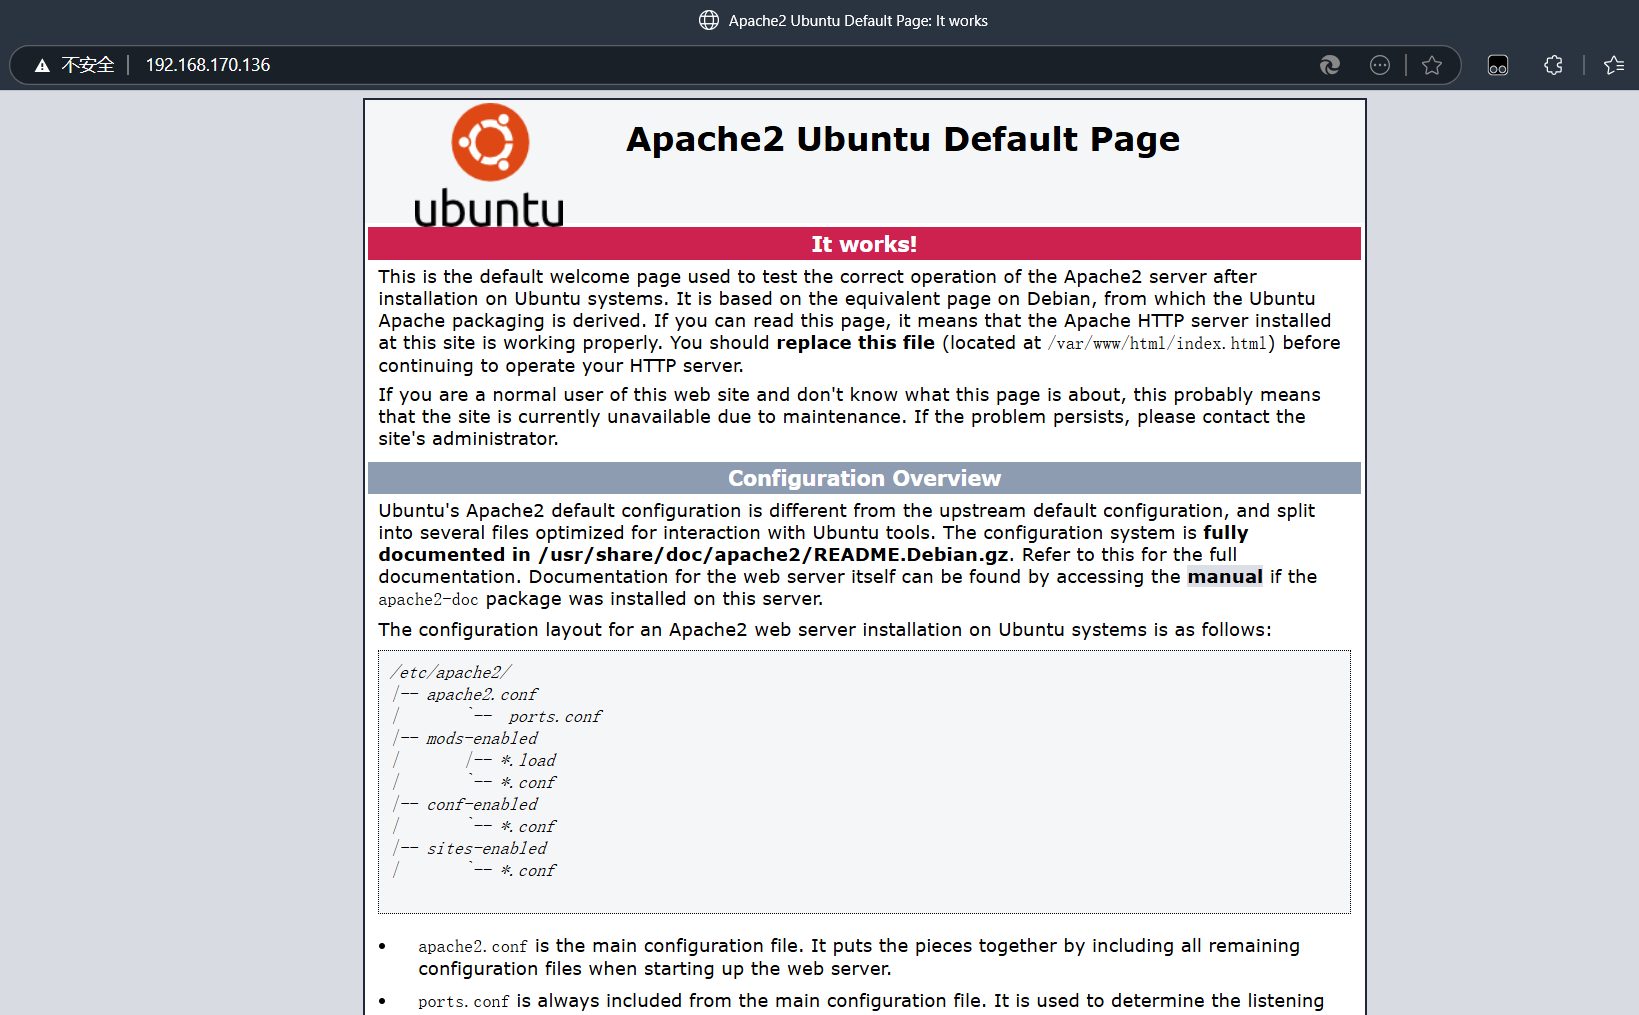 Apache2 Ubuntu Default Page: It works
不安全 | 192.168.170.136
ubuntu
Apache2 Ubuntu Default Page
It works!
This is the default welcome page used to test the correct operation of the Apache2 server after
installation on Ubuntu systems. It is based on the equivalent page on Debian, from which the Ubuntu
Apache packaging is derived. If you can read this page, it means that the Apache HTTP server installed
at this site is working properly. You should replace this file (located at /var/www/html/index.html) before
continuing to operate your HTTP server.
If you are a normal user of this web site and don't know what this page is about, this probably means
that the site is currently unavailable due to maintenance. If the problem persists, please contact the
site's administrator.
Configuration Overview
Ubuntu's Apache2 default configuration is different from the upstream default configuration, and split
into several files optimized for interaction with Ubuntu tools. The configuration system is fully
documented in /usr/share/doc/apache2/README.Debian.gz. Refer to this for the full
documentation. Documentation for the web server itself can be found by accessing the manual if the
apache2-doc package was installed on this server.
The configuration layout for an Apache2 web server installation on Ubuntu systems is as follows:
/etc/apache2/
|-- apache2.conf
|       `--  ports.conf
|-- mods-enabled
|       |-- *.load
|       `-- *.conf
|-- conf-enabled
|       `-- *.conf
|-- sites-enabled
|       `-- *.conf
• apache2.conf is the main configuration file. It puts the pieces together by including all remaining
configuration files when starting up the web server.
• ports.conf is always included from the main configuration file. It is used to determine the listening